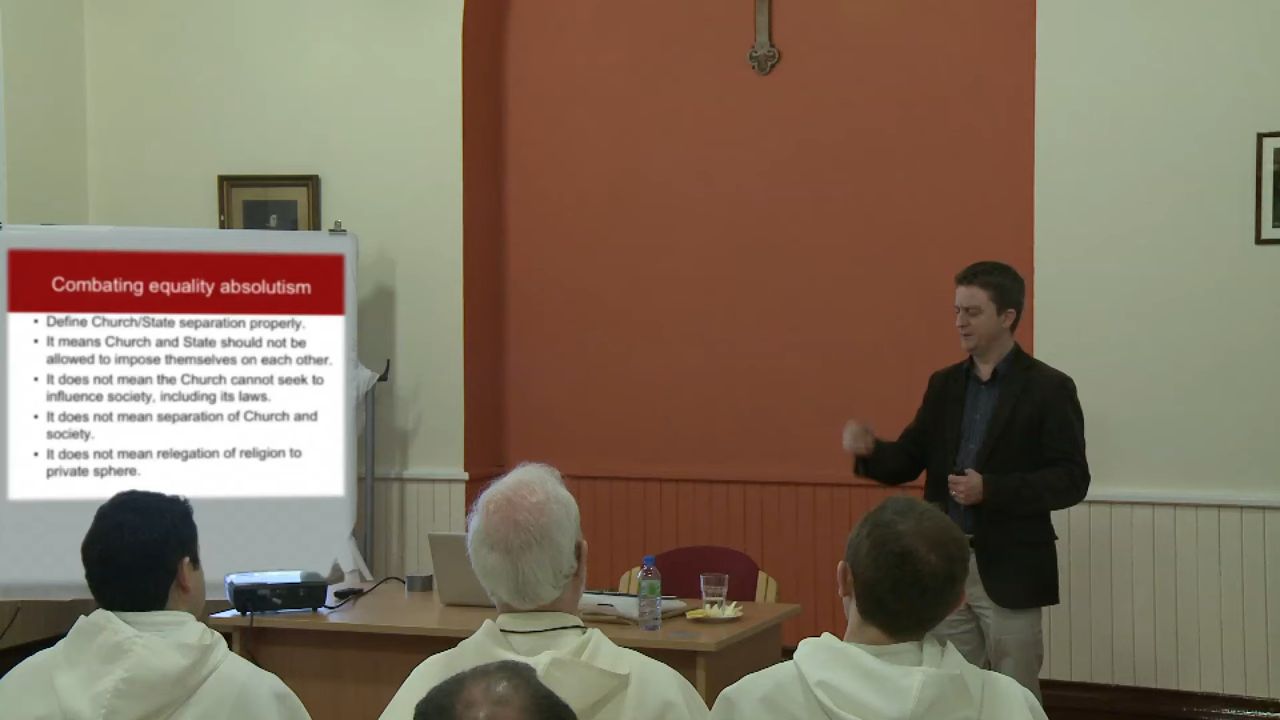 Combating equality absolutism
• Define Church/State separation properly.
• It means Church and State should not be
allowed to impose themselves on each other.
• It does not mean the Church cannot seek to
influence society, including its laws.
• It does not mean separation of Church and
society.
• It does not mean relegation of religion to
private sphere.